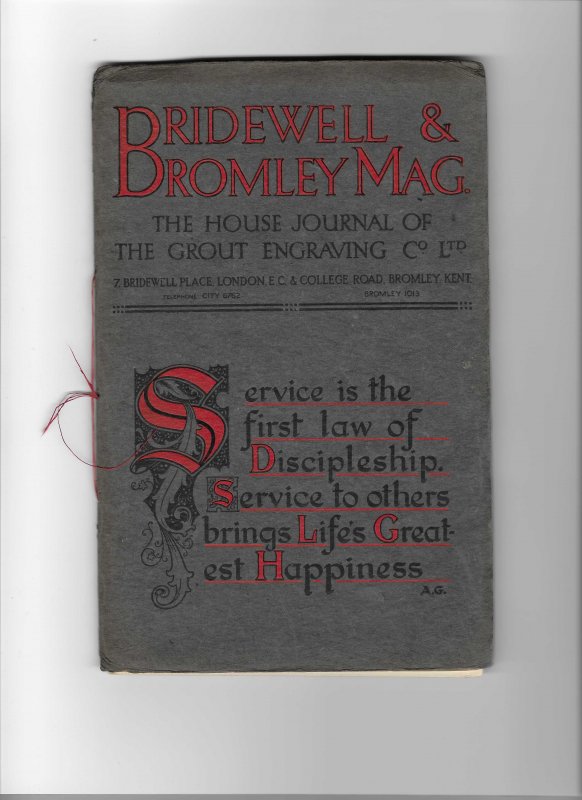 BRIDEWELL &
BROMLEY MAG.
THE HOUSE JOURNAL OF
THE GROUT ENGRAVING Co LTD
7, BRIDEWELL PLACE, LONDON, E.C. & COLLEGE ROAD, BROMLEY, KENT.
TELEPHONE CITY 6762 BROMLEY 1013
Service is the
first law of
Discipleship.
Service to others
brings Life's Great-
est Happiness
A.G.